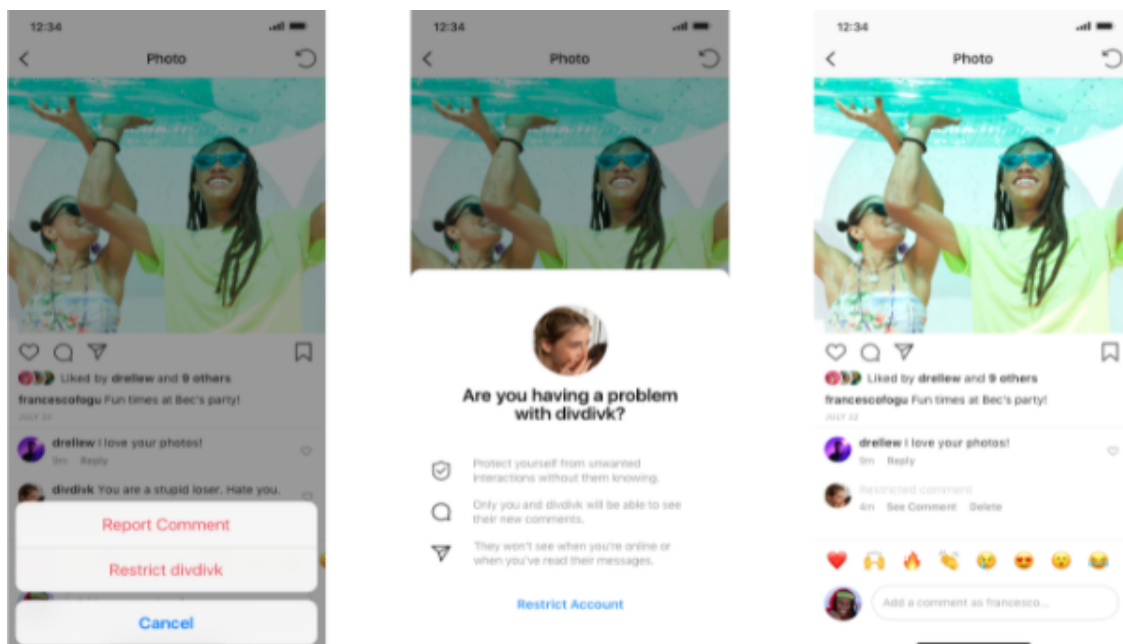 12:34
Photo
Liked by drellew and 9 others
francescofogu Fun times at Bec's party!
JULY 22
drellew I love your photos!
9m Reply
divdivk You are a stupid loser. Hate you.
Report Comment
Restrict divdivk
Cancel
12:34
Photo
Are you having a problem
with divdivk?
Protect yourself from unwanted
interactions without them knowing.
Only you and divdivk will be able to see
their new comments.
They won't see when you're online or
when you've read their messages.
Restrict Account
12:34
Photo
Liked by drellew and 9 others
francescofogu Fun times at Bec's party!
JULY 22
drellew I love your photos!
9m Reply
Restricted comment
4m See Comment Delete
Add a comment as francesco...